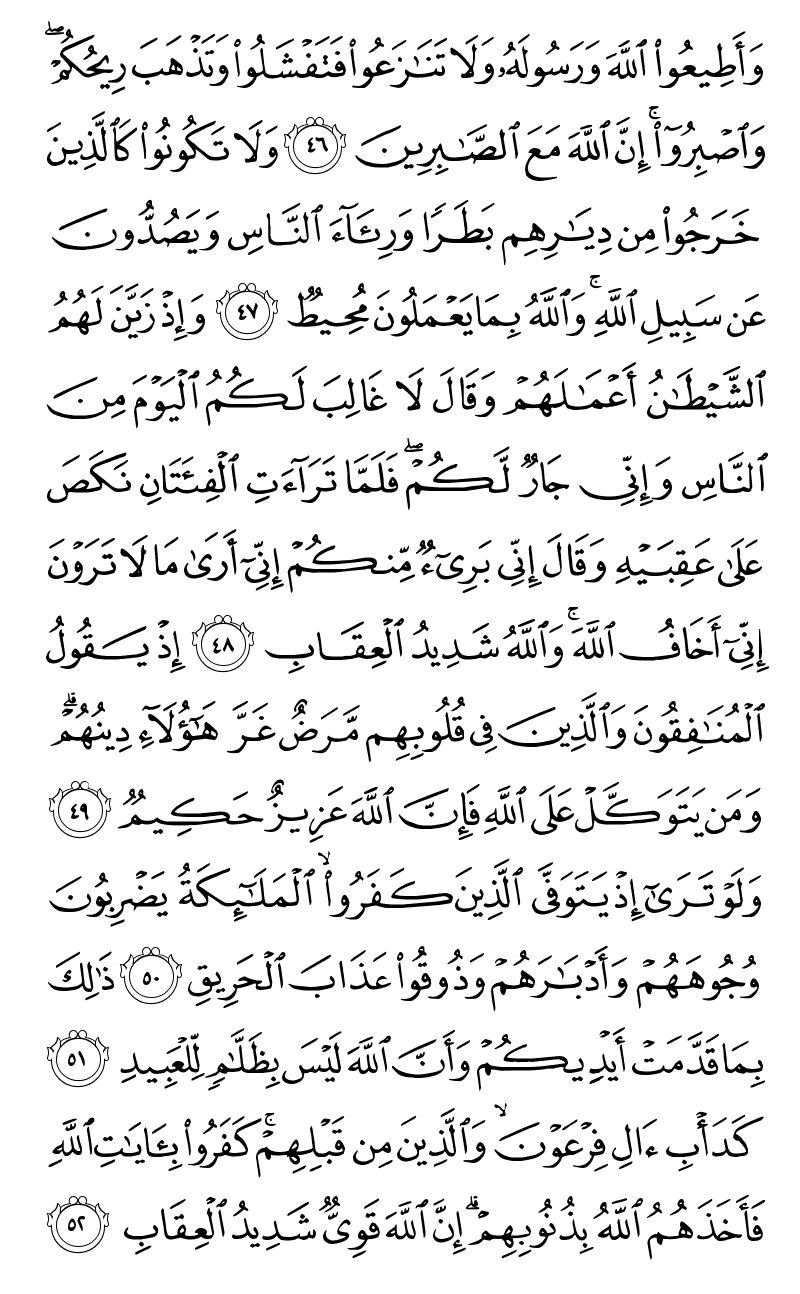 وَأَطِيعُوا۟ ٱللَّهَ وَرَسُولَهُۥ وَلَا تَنَٰزَعُوا۟ فَتَفْشَلُوا۟ وَتَذْهَبَ رِيحُكُمْ ۖ
وَٱصْبِرُوٓا۟ ۚ إِنَّ ٱللَّهَ مَعَ ٱلصَّٰبِرِينَ ٤٦ وَلَا تَكُونُوا۟ كَٱلَّذِينَ
خَرَجُوا۟ مِن دِيَٰرِهِم بَطَرًا وَرِئَآءَ ٱلنَّاسِ وَيَصُدُّونَ
عَن سَبِيلِ ٱللَّهِ ۚ وَٱللَّهُ بِمَا يَعْمَلُونَ مُحِيطٌ ٤٧ وَإِذْ زَيَّنَ لَهُمُ
ٱلشَّيْطَٰنُ أَعْمَٰلَهُمْ وَقَالَ لَا غَالِبَ لَكُمُ ٱلْيَوْمَ مِنَ
ٱلنَّاسِ وَإِنِّى جَارٌ لَّكُمْ ۖ فَلَمَّا تَرَآءَتِ ٱلْفِئَتَانِ نَكَصَ
عَلَىٰ عَقِبَيْهِ وَقَالَ إِنِّى بَرِىٓءٌ مِّنكُمْ إِنِّىٓ أَرَىٰ مَا لَا تَرَوْنَ
إِنِّىٓ أَخَافُ ٱللَّهَ ۚ وَٱللَّهُ شَدِيدُ ٱلْعِقَابِ ٤٨ إِذْ يَقُولُ
ٱلْمُنَٰفِقُونَ وَٱلَّذِينَ فِى قُلُوبِهِم مَّرَضٌ غَرَّ هَٰٓؤُلَآءِ دِينُهُمْ ۗ
وَمَن يَتَوَكَّلْ عَلَى ٱللَّهِ فَإِنَّ ٱللَّهَ عَزِيزٌ حَكِيمٌ ٤٩
وَلَوْ تَرَىٰٓ إِذْ يَتَوَفَّى ٱلَّذِينَ كَفَرُوا۟ ۙ ٱلْمَلَٰٓئِكَةُ يَضْرِبُونَ
وُجُوهَهُمْ وَأَدْبَٰرَهُمْ وَذُوقُوا۟ عَذَابَ ٱلْحَرِيقِ ٥٠ ذَٰلِكَ
بِمَا قَدَّمَتْ أَيْدِيكُمْ وَأَنَّ ٱللَّهَ لَيْسَ بِظَلَّٰمٍ لِّلْعَبِيدِ ٥١
كَدَأْبِ ءَالِ فِرْعَوْنَ ۙ وَٱلَّذِينَ مِن قَبْلِهِمْ ۚ كَفَرُوا۟ بِـَٔايَٰتِ ٱللَّهِ
فَأَخَذَهُمُ ٱللَّهُ بِذُنُوبِهِمْ ۗ إِنَّ ٱللَّهَ قَوِىٌّ شَدِيدُ ٱلْعِقَابِ ٥٢